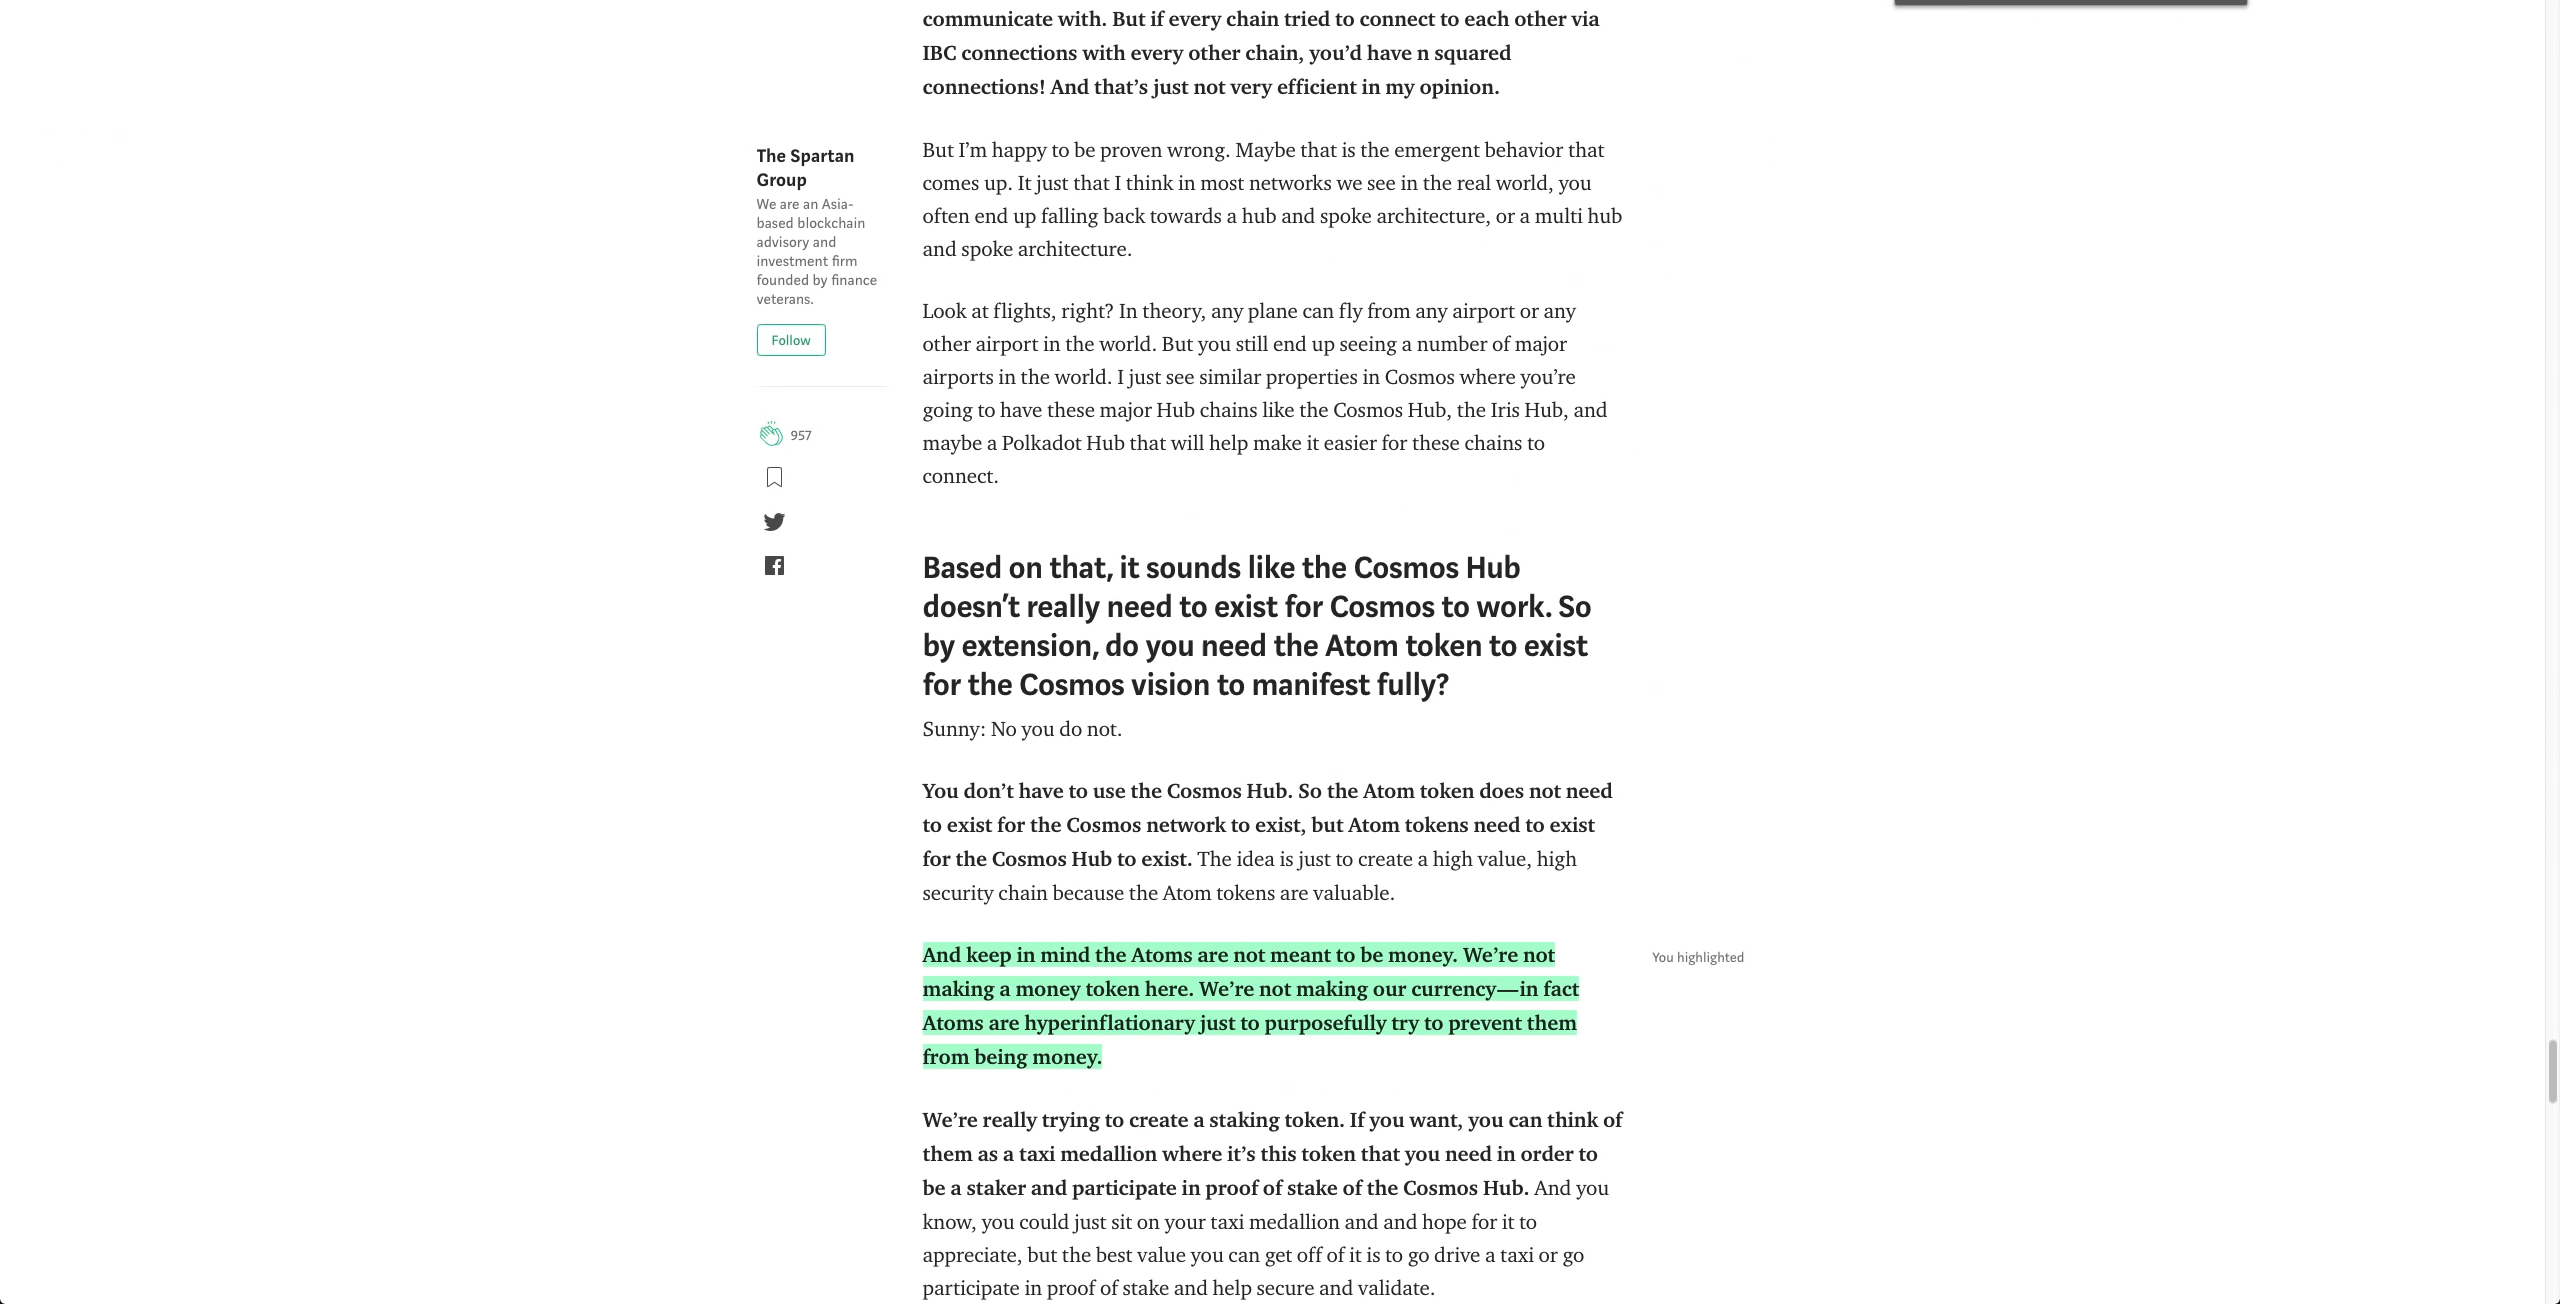 communicate with. But if every chain tried to connect to each other via
IBC connections with every other chain, you’d have n squared
connections! And that’s just not very efficient in my opinion.
The Spartan
Group
We are an Asia-
based blockchain
advisory and
investment firm
founded by finance
veterans.
Follow
957
But I’m happy to be proven wrong. Maybe that is the emergent behavior that
comes up. It just that I think in most networks we see in the real world, you
often end up falling back towards a hub and spoke architecture, or a multi hub
and spoke architecture.
Look at flights, right? In theory, any plane can fly from any airport or any
other airport in the world. But you still end up seeing a number of major
airports in the world. I just see similar properties in Cosmos where you’re
going to have these major Hub chains like the Cosmos Hub, the Iris Hub, and
maybe a Polkadot Hub that will help make it easier for these chains to
connect.
Based on that, it sounds like the Cosmos Hub
doesn’t really need to exist for Cosmos to work. So
by extension, do you need the Atom token to exist
for the Cosmos vision to manifest fully?
Sunny: No you do not.
You don’t have to use the Cosmos Hub. So the Atom token does not need
to exist for the Cosmos network to exist, but Atom tokens need to exist
for the Cosmos Hub to exist. The idea is just to create a high value, high
security chain because the Atom tokens are valuable.
And keep in mind the Atoms are not meant to be money. We’re not
making a money token here. We’re not making our currency—in fact
Atoms are hyperinflationary just to purposefully try to prevent them
from being money.
You highlighted
We’re really trying to create a staking token. If you want, you can think of
them as a taxi medallion where it’s this token that you need in order to
be a staker and participate in proof of stake of the Cosmos Hub. And you
know, you could just sit on your taxi medallion and and hope for it to
appreciate, but the best value you can get off of it is to go drive a taxi or go
participate in proof of stake and help secure and validate.